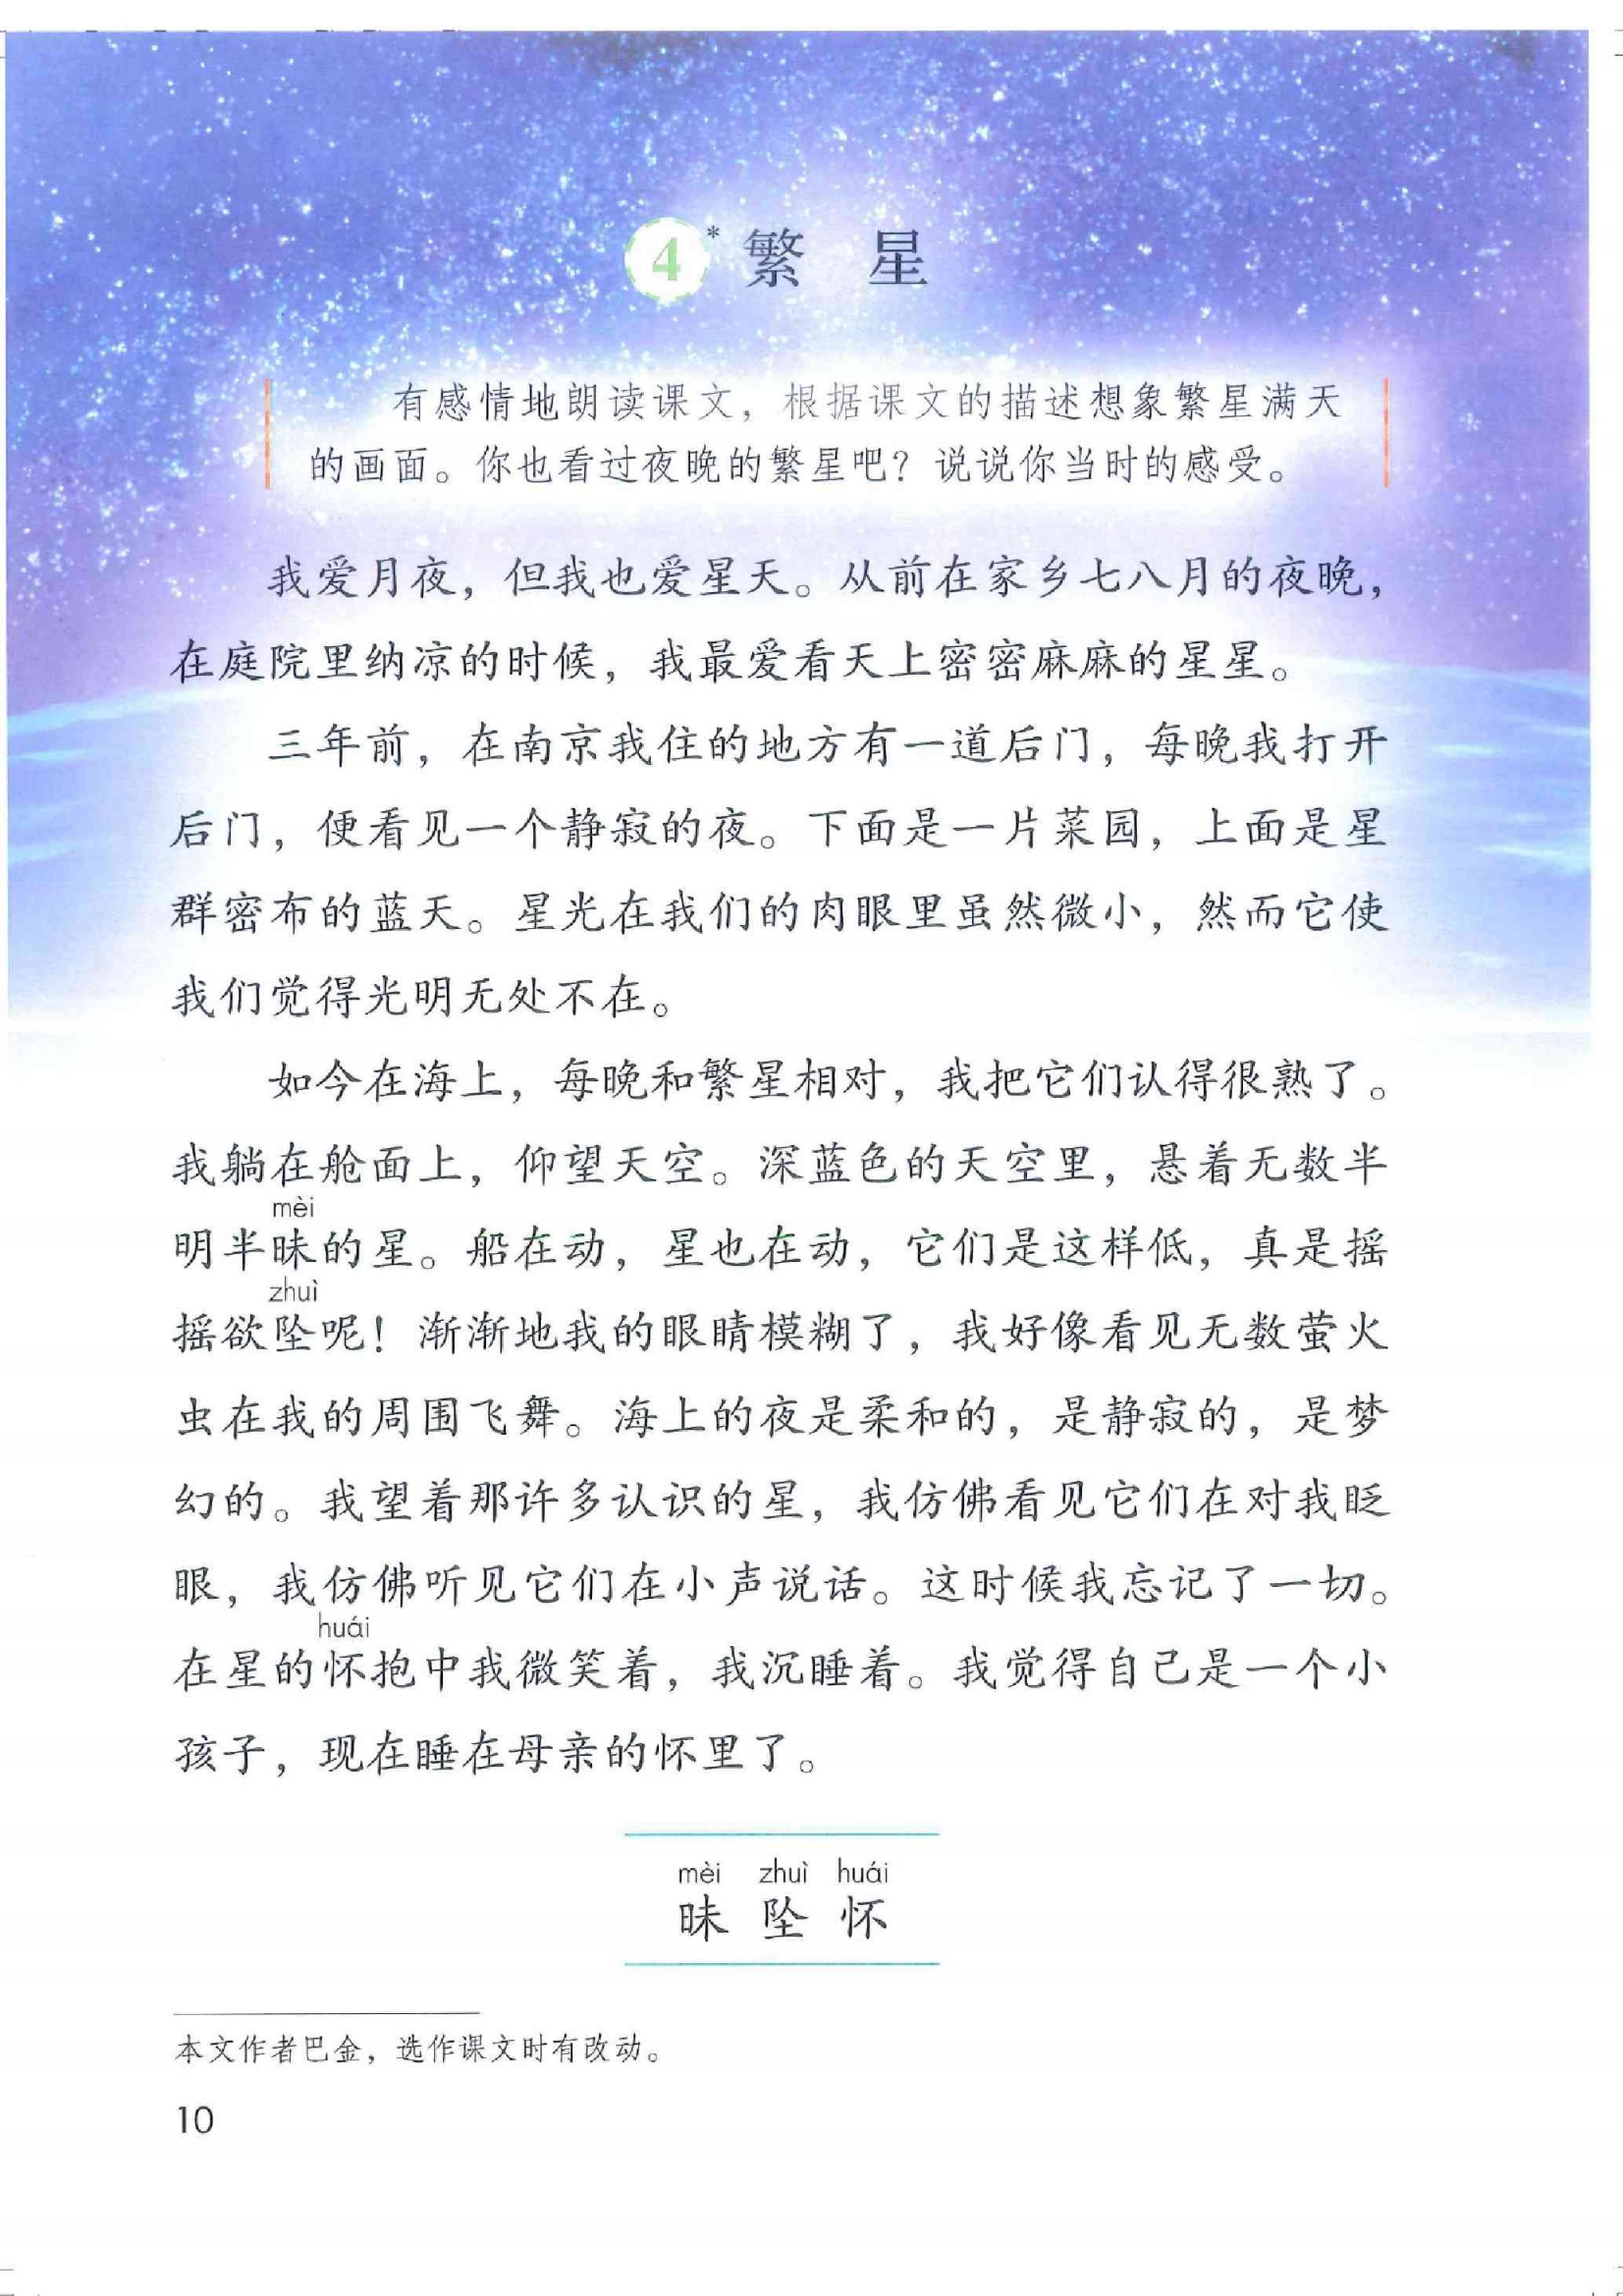 4* 繁 星
有感情地朗读课文，根据课文的描述想象繁星满天
的画面。你也看过夜晚的繁星吧？说说你当时的感受。
我爱月夜，但我也爱星天。从前在家乡七八月的夜晚，
在庭院里纳凉的时候，我最爱看天上密密麻麻的星星。
三年前，在南京我住的地方有一道后门，每晚我打开
后门，便看见一个静寂的夜。下面是一片菜园，上面是星
群密布的蓝天。星光在我们的肉眼里虽然微小，然而它使
我们觉得光明无处不在。
如今在海上，每晚和繁星相对，我把它们认得很熟了。
我躺在舱面上，仰望天空。深蓝色的天空里，悬着无数半
mèi
明半昧的星。船在动，星也在动，它们是这样低，真是摇
zhuì
摇欲坠呢！渐渐地我的眼睛模糊了，我好像看见无数萤火
虫在我的周围飞舞。海上的夜是柔和的，是静寂的，是梦
幻的。我望着那许多认识的星，我仿佛看见它们在对我眨
眼，我仿佛听见它们在小声说话。这时候我忘记了一切。
huái
在星的怀抱中我微笑着，我沉睡着。我觉得自己是一个小
孩子，现在睡在母亲的怀里了。
mèi zhuì huái
昧 坠 怀
本文作者巴金，选作课文时有改动。
10